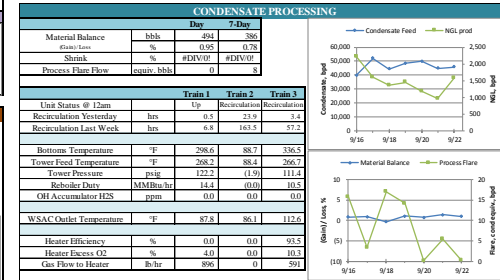 CONDENSATE PROCESSING
Day 7-Day
Material Balance bbls 494 386
(Gain) / Loss % 0.95 0.78
Shrink % #DIV/0! #DIV/0!
Process Flare Flow equiv. bbls 0 8
Train 1 Train 2 Train 3
Unit Status @ 12am Up Recirculation Recirculation
Recirculation Yesterday hrs 0.5 23.9 3.4
Recirculation Last Week hrs 6.8 163.5 57.2
Bottoms Temperature °F 298.6 88.7 336.5
Tower Feed Temperature °F 268.2 88.4 266.7
Tower Pressure psig 122.2 (1.9) 111.4
Reboiler Duty MMBtu/hr 14.4 (0.0) 10.5
OH Accumulator H2S ppm 0.0 0.0 0.0
WSAC Outlet Temperature °F 87.8 86.1 112.6
Heater Efficiency % 0.0 0.0 93.5
Heater Excess O2 % 4.0 0.0 10.3
Gas Flow to Heater lb/hr 896 0 591
Condensate Feed NGL prod
60,000 2,500
50,000 2,000
40,000 1,500
30,000
20,000 1,000
10,000 500
0 0
Condensate, bpd
NGL, bpd
9/16 9/18 9/20 9/22
Material Balance Process Flare
10 20
5 15
0 10
(5) 5
(10) 0
(Gain) / Loss, %
Flare, cond equiv., bpd
9/16 9/18 9/20 9/22